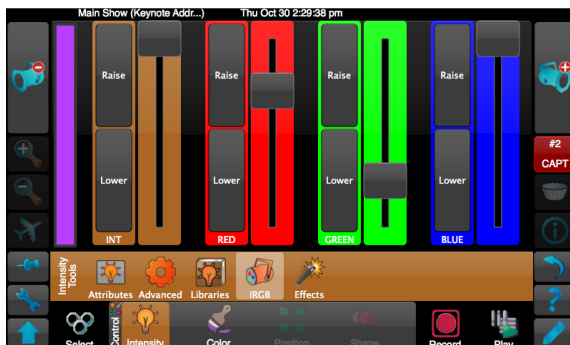 Main Show (Keynote Addr...) Thu Oct 30 2:29:38 pm
Raise Raise Raise Raise
#2
CAPT
Lower Lower Lower Lower
INT RED GREEN BLUE
Intensity
Tools
Attributes Advanced Libraries IRGB Effects
Control
Select Intensity Color Position Shape Record Play